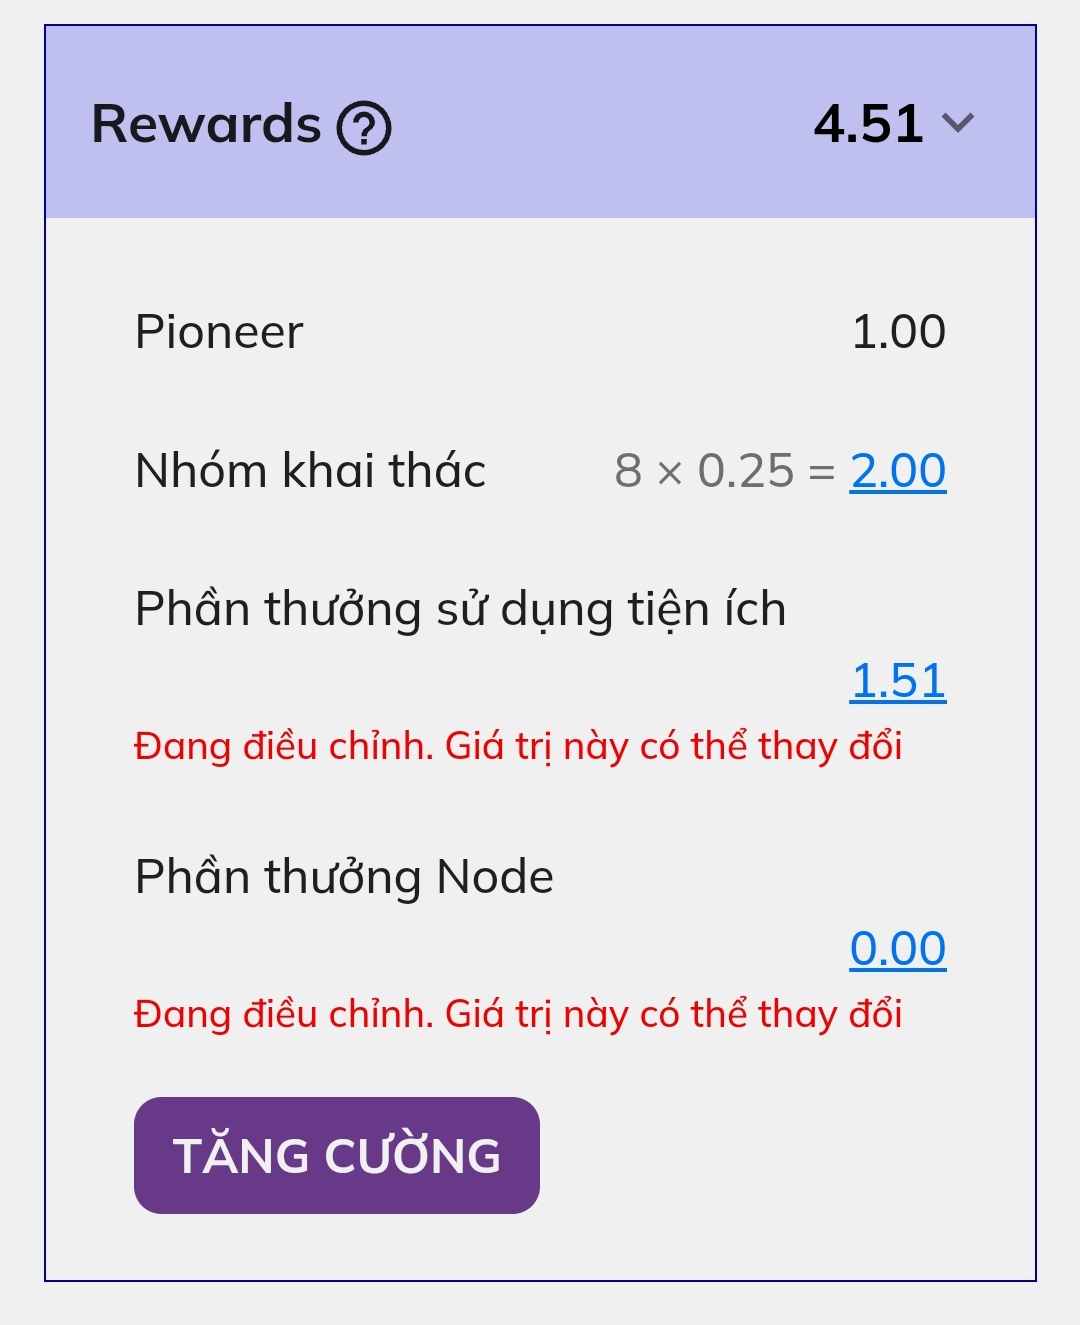 Rewards ? 4.51
Pioneer 1.00
Nhóm khai thác 8 × 0.25 = 2.00
Phần thưởng sử dụng tiện ích
1.51
Đang điều chỉnh. Giá trị này có thể thay đổi
Phần thưởng Node
0.00
Đang điều chỉnh. Giá trị này có thể thay đổi
TĂNG CƯỜNG